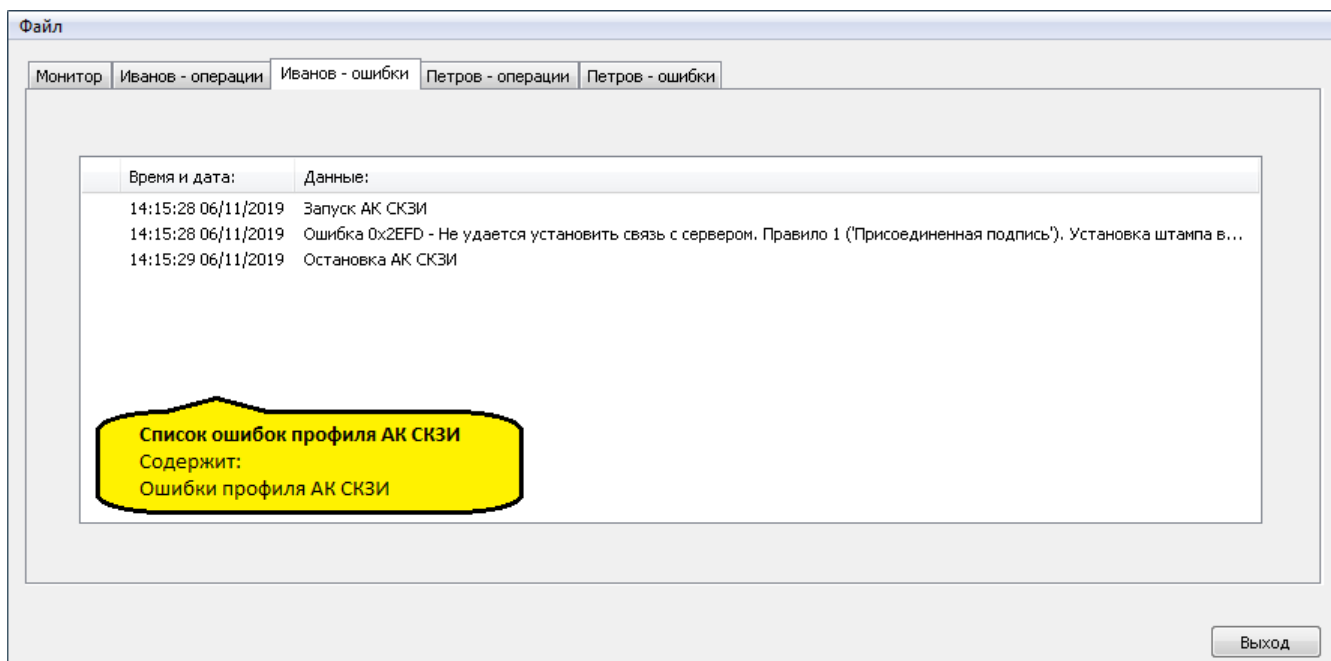 Файл
Монитор Иванов - операции Иванов - ошибки Петров - операции Петров - ошибки
Время и дата: Данные:
14:15:28 06/11/2019 Запуск АК СКЗИ
14:15:28 06/11/2019 Ошибка 0x2EFD - Не удается установить связь с сервером. Правило 1 ('Присоединенная подпись'). Установка штампа в...
14:15:29 06/11/2019 Остановка АК СКЗИ
Список ошибок профиля АК СКЗИ
Содержит:
Ошибки профиля АК СКЗИ
Выход